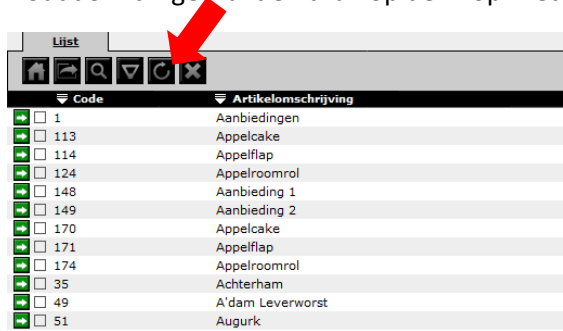 Lijst
Code Artikelomschrijving
1 Aanbiedingen
113 Appelcake
114 Appelflap
124 Appelroomrol
148 Aanbieding 1
149 Aanbieding 2
170 Appelcake
171 Appelflap
174 Appelroomrol
35 Achterham
49 A'dam Leverworst
51 Augurk